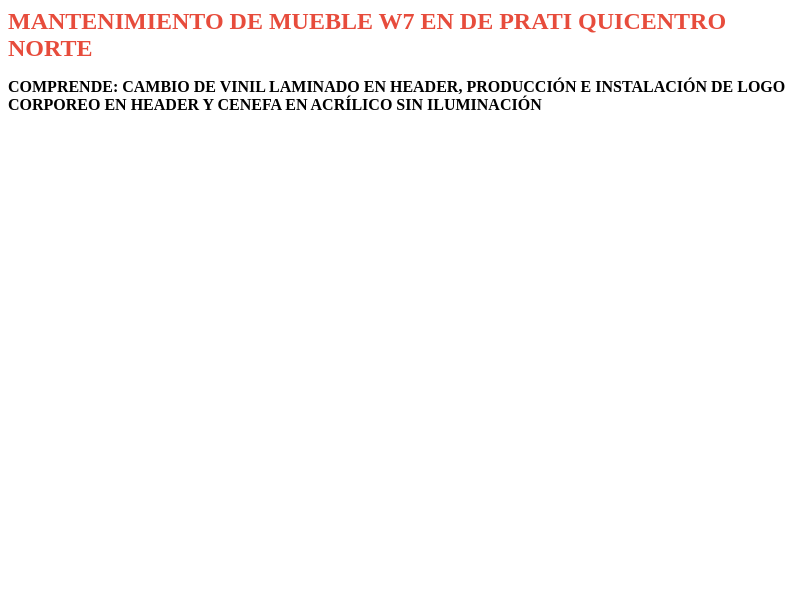 MANTENIMIENTO DE MUEBLE W7 EN DE PRATI QUICENTRO
NORTE
COMPRENDE: CAMBIO DE VINIL LAMINADO EN HEADER, PRODUCCIÓN E INSTALACIÓN DE LOGO
CORPOREO EN HEADER Y CENEFA EN ACRÍLICO SIN ILUMINACIÓN